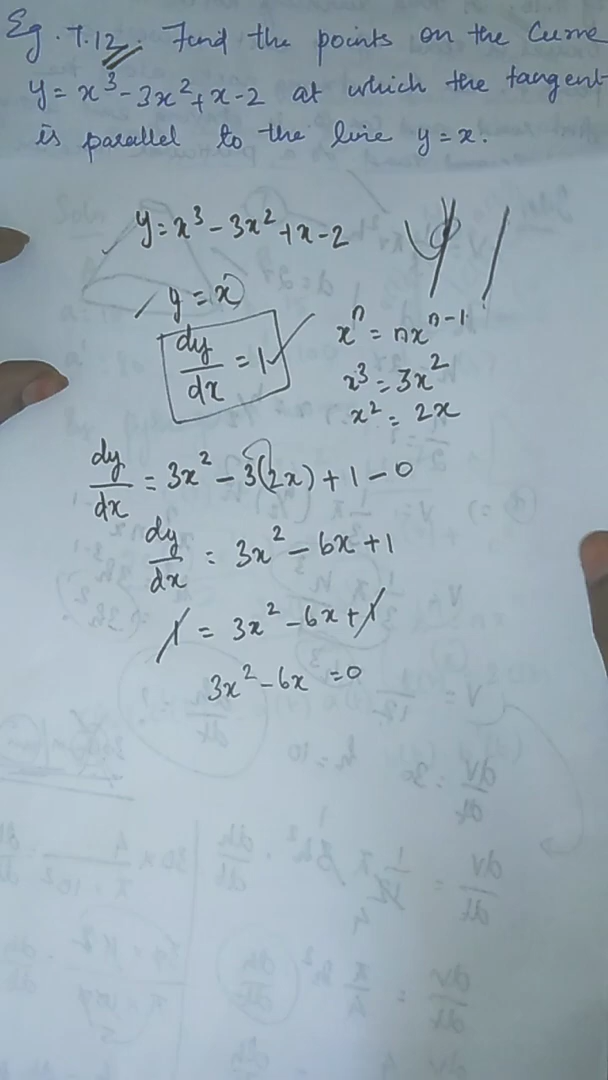 Eg. 7.12. Find the points on the curve
y = x³ - 3x² + x - 2 at which the tangent
is parallel to the line y = x.
y = x³ - 3x² + x - 2
y = x
dy/dx = 1
xⁿ = nxⁿ⁻¹
x³ = 3x²
x² = 2x
dy/dx = 3x² - 3(2x) + 1 - 0
dy/dx = 3x² - 6x + 1
1 = 3x² - 6x + 1
3x² - 6x = 0